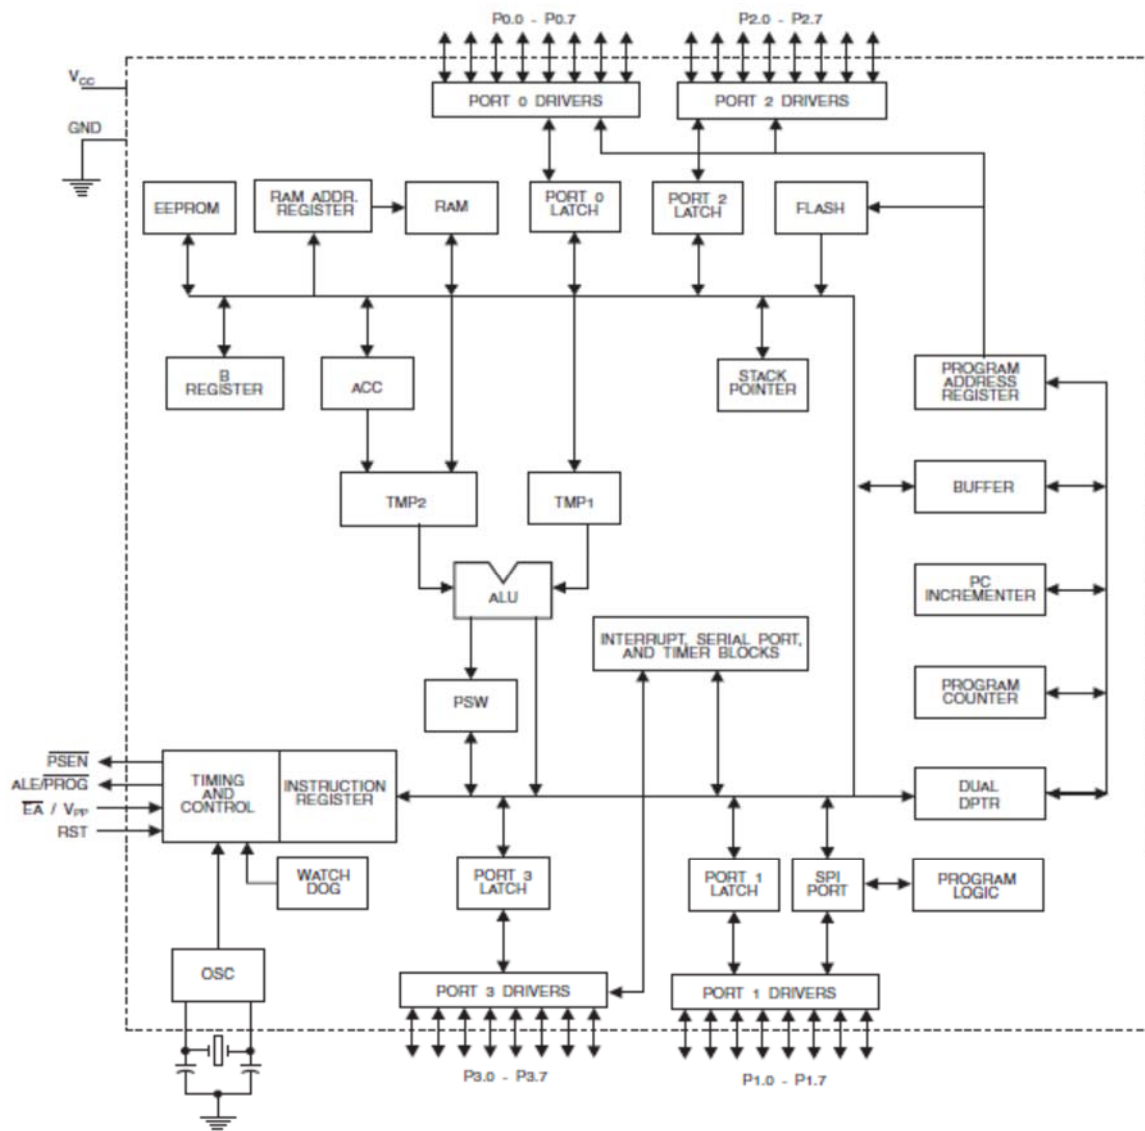 P0.0 - P0.7
P2.0 - P2.7
VCC
PORT 0 DRIVERS
PORT 2 DRIVERS
GND
EEPROM
RAM ADDR.
REGISTER
RAM
PORT 0
LATCH
PORT 2
LATCH
FLASH
B
REGISTER
ACC
STACK
POINTER
PROGRAM
ADDRESS
REGISTER
TMP2
TMP1
BUFFER
ALU
PC
INCREMENTER
INTERRUPT, SERIAL PORT,
AND TIMER BLOCKS
PSW
PROGRAM
COUNTER
PSEN
ALE/PROG
EA / VPP
RST
TIMING
AND
CONTROL
INSTRUCTION
REGISTER
DUAL
DPTR
WATCH
DOG
PORT 3
LATCH
PORT 1
LATCH
SPI
PORT
PROGRAM
LOGIC
OSC
PORT 3 DRIVERS
PORT 1 DRIVERS
P3.0 - P3.7
P1.0 - P1.7